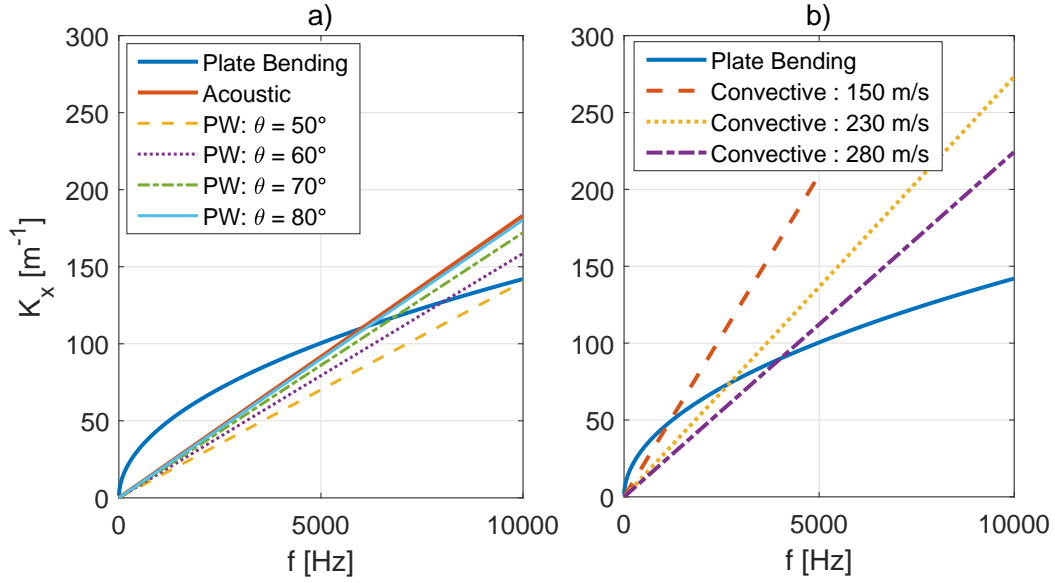 a)
300
250
200
150
100
50
0
K_x [m^-1]
Plate Bending
Acoustic
PW: θ = 50°
PW: θ = 60°
PW: θ = 70°
PW: θ = 80°
0 5000 10000
f [Hz]
b)
300
250
200
150
100
50
0
Plate Bending
Convective : 150 m/s
Convective : 230 m/s
Convective : 280 m/s
0 5000 10000
f [Hz]